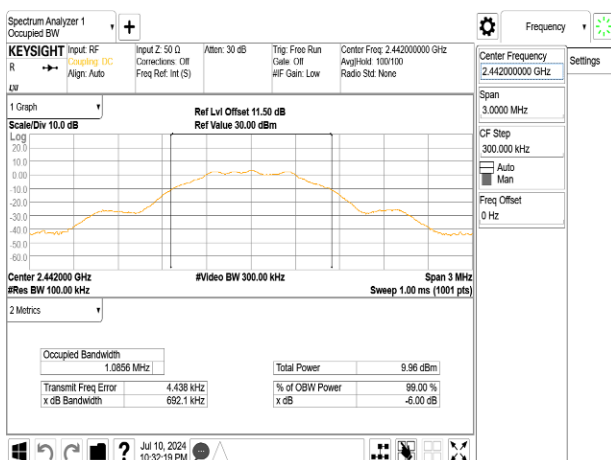 Spectrum Analyzer 1
Occupied BW
Frequency
KEYSIGHT
R
Input: RF
Coupling: DC
Align: Auto
Input Z: 50 Ω
Corrections: Off
Freq Ref: Int (S)
Atten: 30 dB
Trig: Free Run
Gate: Off
#IF Gain: Low
Center Freq: 2.442000000 GHz
Avg|Hold: 100/100
Radio Std: None
Center Frequency
2.442000000 GHz
Settings
Span
3.0000 MHz
CF Step
300.000 kHz
Auto
Man
Freq Offset
0 Hz
1 Graph
Scale/Div 10.0 dB
Ref Lvl Offset 11.50 dB
Ref Value 30.00 dBm
Log
20.0
10.0
0.00
-10.0
-20.0
-30.0
-40.0
-50.0
-60.0
Center 2.442000 GHz
#Res BW 100.00 kHz
#Video BW 300.00 kHz
Span 3 MHz
Sweep 1.00 ms (1001 pts)
2 Metrics
Occupied Bandwidth
1.0856 MHz
Total Power 9.96 dBm
Transmit Freq Error 4.438 kHz
% of OBW Power 99.00 %
x dB Bandwidth 692.1 kHz
x dB -6.00 dB
?
Jul 10, 2024
10:32:19 PM